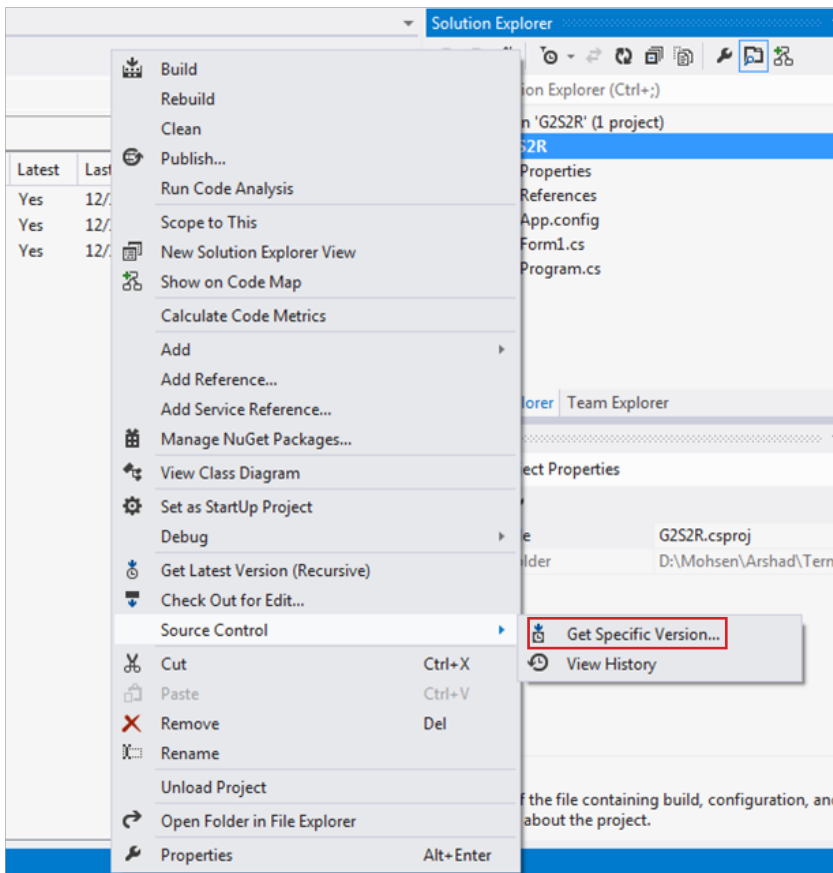 Solution Explorer
ion Explorer (Ctrl+;)
n 'G2S2R' (1 project)
S2R
Properties
References
App.config
Form1.cs
Program.cs
Latest Last
Yes 12/
Yes 12/
Yes 12/
Build
Rebuild
Clean
Publish...
Run Code Analysis
Scope to This
New Solution Explorer View
Show on Code Map
Calculate Code Metrics
Add
Add Reference...
Add Service Reference...
Manage NuGet Packages...
View Class Diagram
Set as StartUp Project
Debug
Get Latest Version (Recursive)
Check Out for Edit...
Source Control
Cut Ctrl+X
Paste Ctrl+V
Remove Del
Rename
Unload Project
Open Folder in File Explorer
Properties Alt+Enter
Get Specific Version...
View History
lorer Team Explorer
ect Properties
e G2S2R.csproj
lder D:\Mohsen\Arshad\Tern
f the file containing build, configuration, and
about the project.